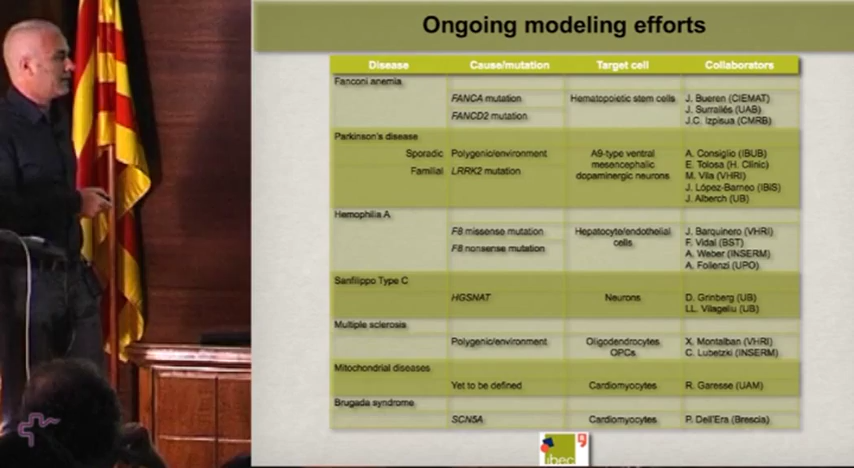 Ongoing modeling efforts
Disease Cause/mutation Target cell Collaborators
Fanconi anemia
FANCA mutation Hematopoietic stem cells J. Bueren (CIEMAT)
J. Surrallés (UAB)
FANCD2 mutation
J.C. Izpisua (CMRB)
Parkinson's disease
Sporadic Polygenic/environment A9-type ventral A. Consiglio (IBUB)
mesencephalic E. Tolosa (H. Clinic)
Familial LRRK2 mutation dopaminergic neurons M. Vila (VHRI)
J. López-Barneo (IBiS)
J. Alberch (UB)
Hemophilia A
F8 missense mutation Hepatocyte/endothelial J. Barquinero (VHRI)
cells F. Vidal (BST)
F8 nonsense mutation A. Weber (INSERM)
A. Follenzi (UPO)
Sanfilippo Type C
HGSNAT Neurons D. Grinberg (UB)
LL. Vilageliu (UB)
Multiple sclerosis
Polygenic/environment Oligodendrocytes X. Montalban (VHRI)
OPCs C. Lubetzki (INSERM)
Mitochondrial diseases
Yet to be defined Cardiomyocytes R. Garesse (UAM)
Brugada syndrome
SCN5A Cardiomyocytes P. Dell'Era (Brescia)
ibec